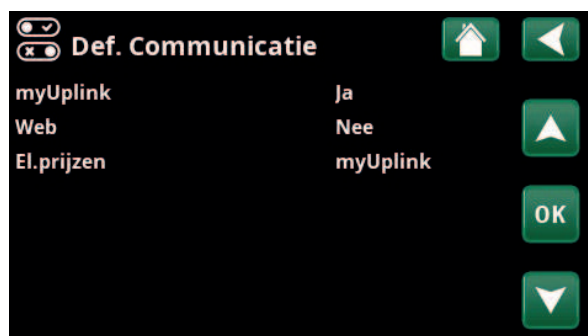 Def. Communicatie
myUplink Ja
Web Nee
El.prijzen myUplink
OK